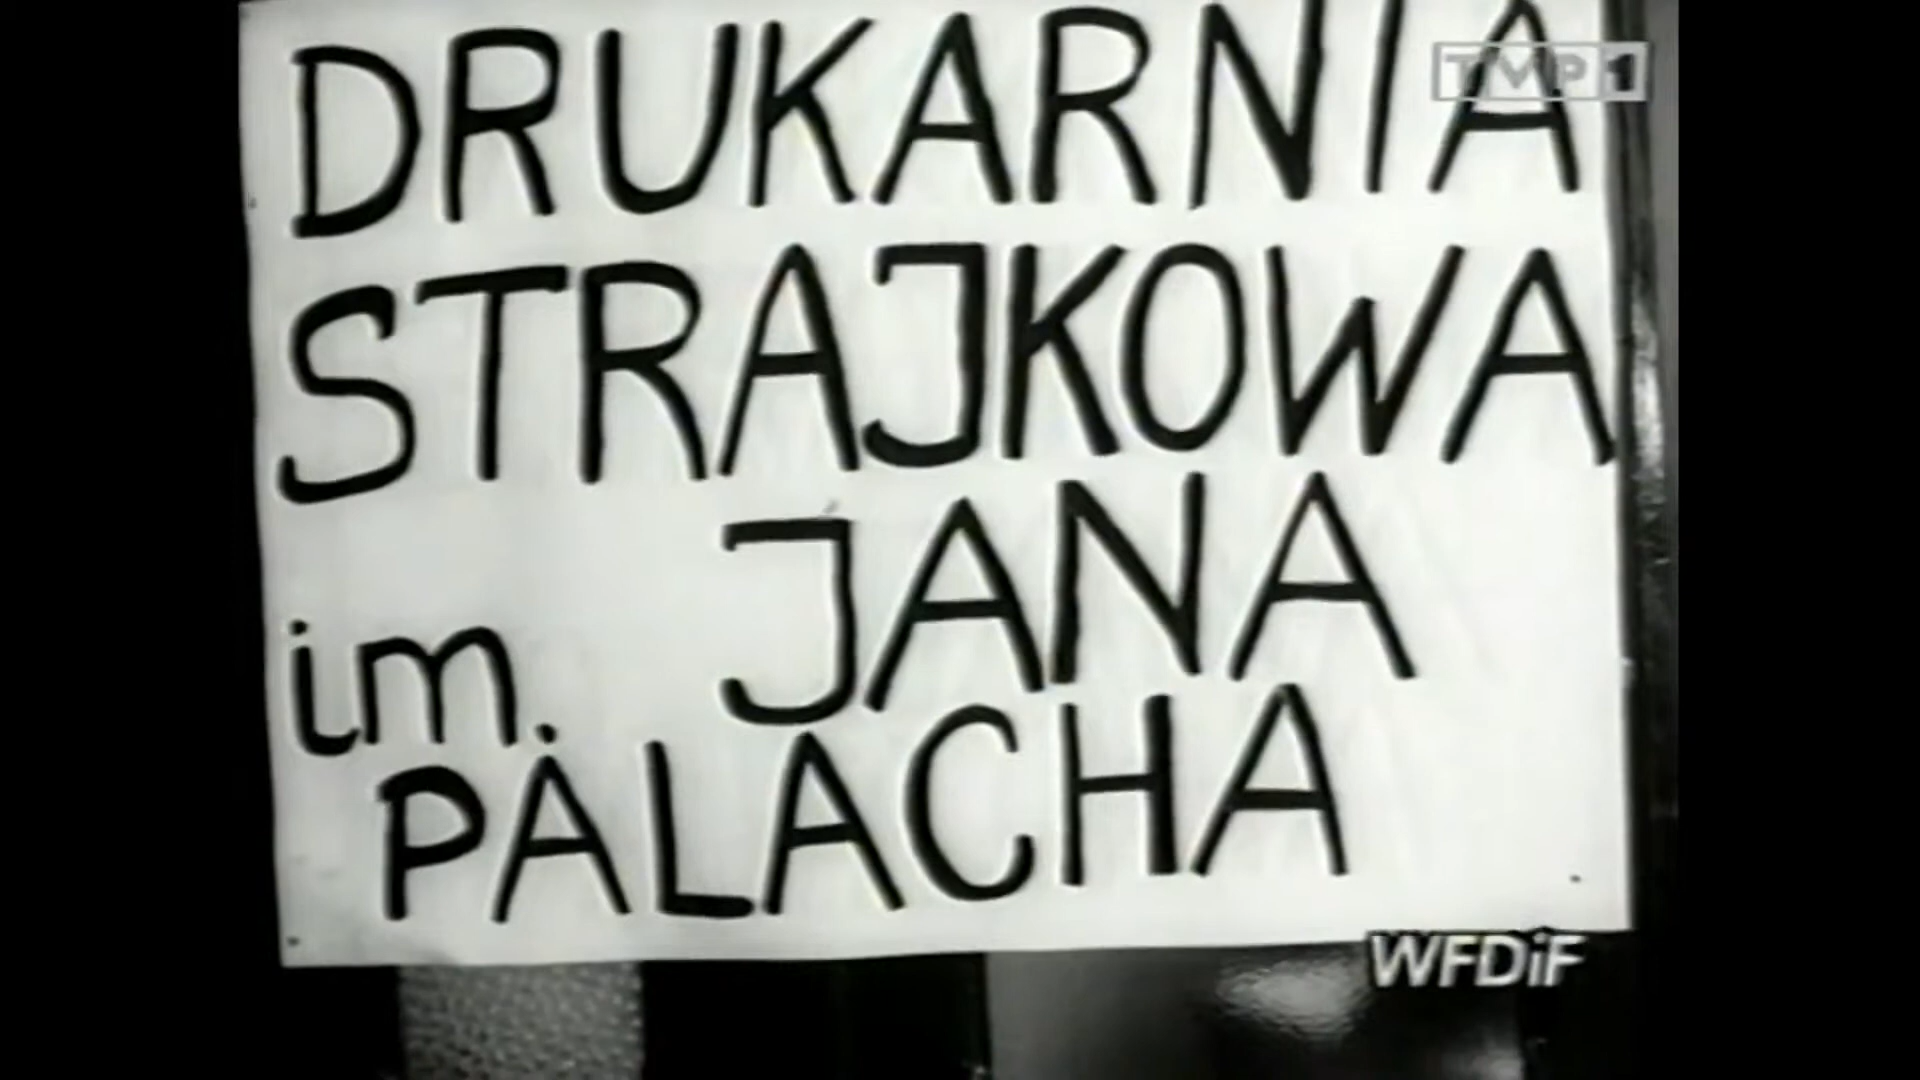 DRUKARNIA
TVP 1
STRAJKOWA
im. JANA
PALACHA
WFDiF